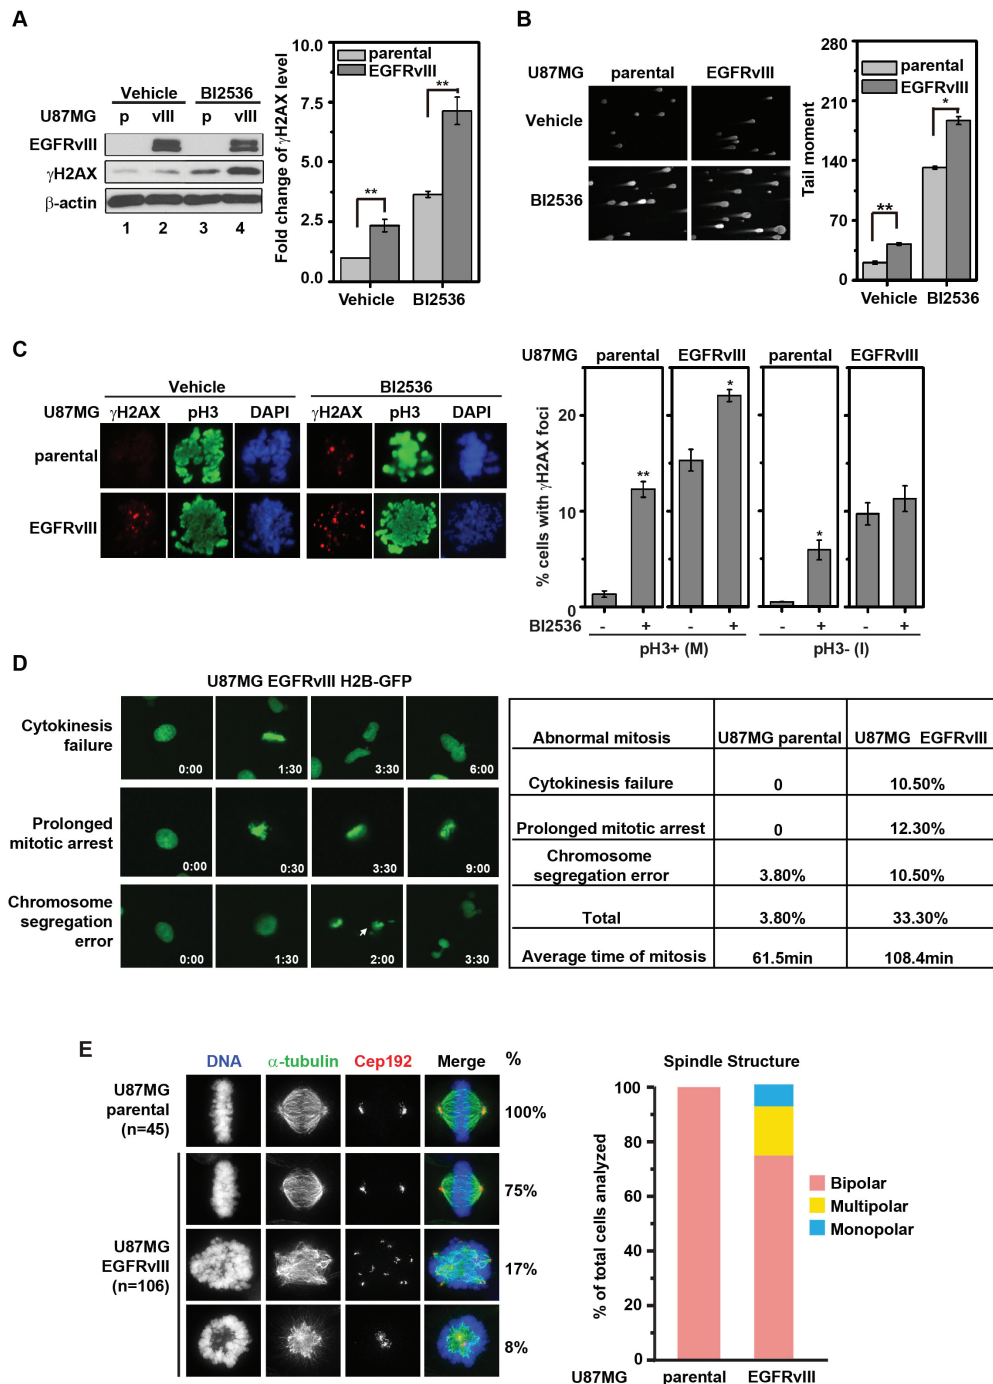 A
Vehicle BI2536
U87MG p vIII p vIII
EGFRvIII
γH2AX
β-actin
1 2 3 4
Fold change of γH2AX level
10.0
7.5
5.0
2.5
0.0
parental
EGFRvIII
**
**
Vehicle BI2536
B
U87MG parental EGFRvIII
Vehicle
BI2536
Tail moment
280
210
140
70
0
parental
EGFRvIII
**
*
Vehicle BI2536
C
Vehicle BI2536
U87MG γH2AX pH3 DAPI γH2AX pH3 DAPI
parental
EGFRvIII
U87MG parental EGFRvIII parental EGFRvIII
% cells with γH2AX foci
20
10
0
**
*
*
BI2536 - + - + - + - +
pH3+ (M) pH3- (I)
D
U87MG EGFRvIII H2B-GFP
Cytokinesis
failure
0:00 1:30 3:30 6:00
Prolonged
mitotic arrest
0:00 0:30 3:30 9:00
Chromosome
segregation
error
0:00 1:30 2:00 3:30
Abnormal mitosis U87MG parental U87MG EGFRvIII
Cytokinesis failure 0 10.50%
Prolonged mitotic arrest 0 12.30%
Chromosome
segregation error 3.80% 10.50%
Total 3.80% 33.30%
Average time of mitosis 61.5min 108.4min
E
DNA α-tubulin Cep192 Merge %
U87MG
parental
(n=45)
100%
75%
U87MG
EGFRvIII
(n=106)
17%
8%
Spindle Structure
% of total cells analyzed
100
80
60
40
20
0
Bipolar
Multipolar
Monopolar
U87MG parental EGFRvIII